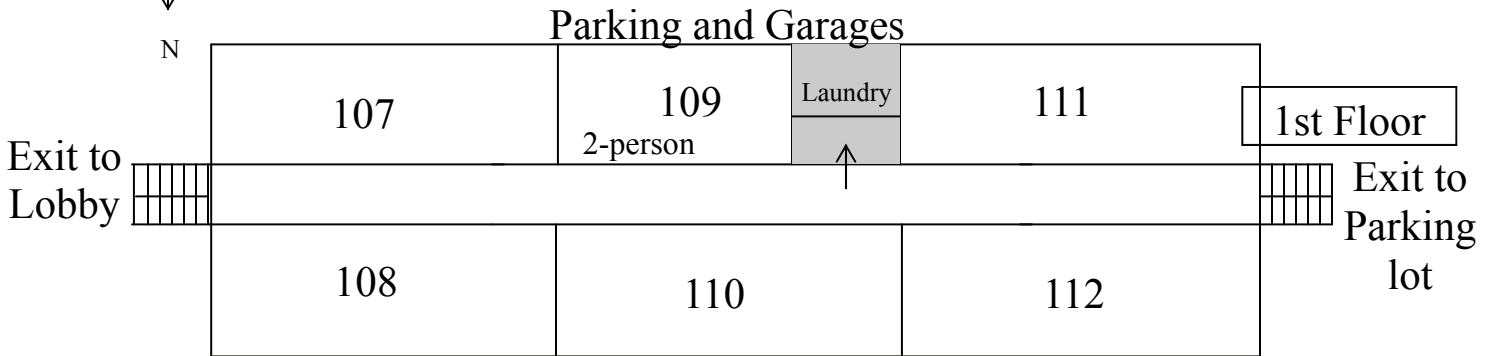 Parking and Garages
N
107
109
2-person
Laundry
111
1st Floor
Exit to
Lobby
Exit to
Parking
lot
108
110
112